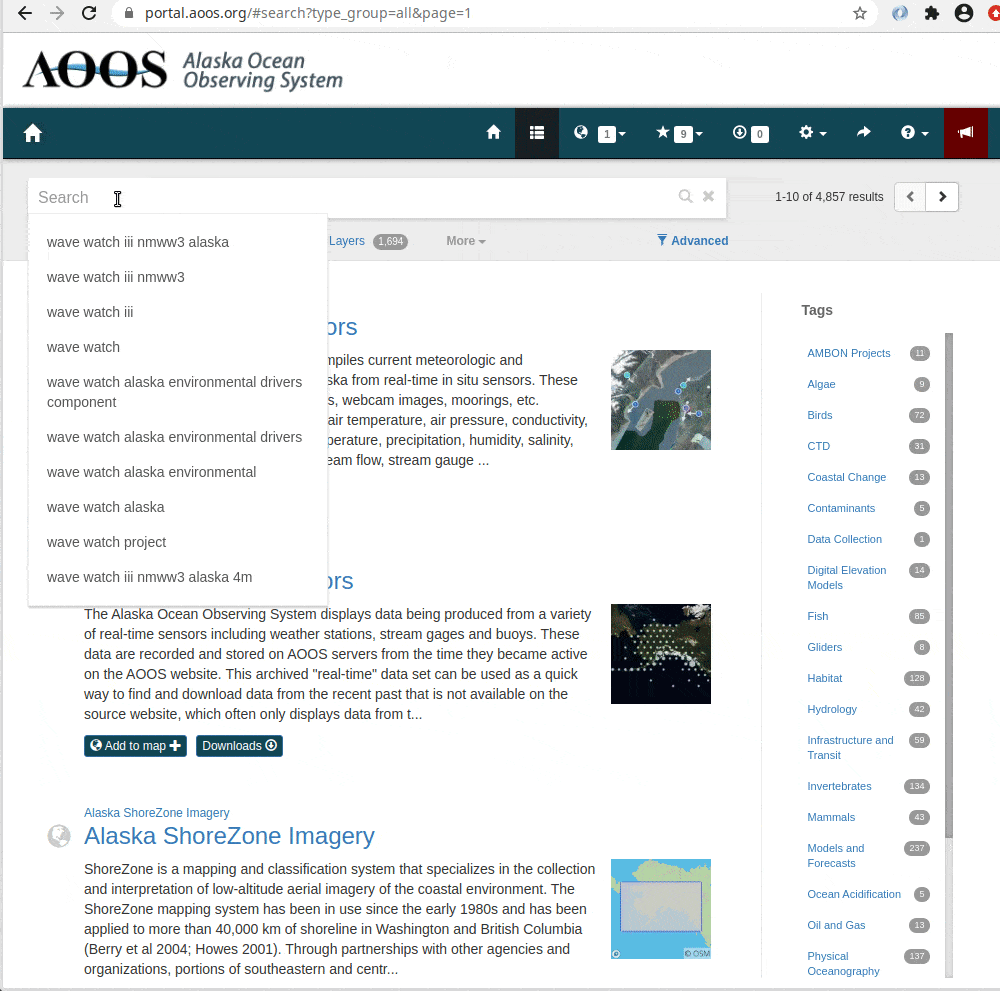 portal.aoos.org/#search?type_group=all&page=1
AOOS
Alaska Ocean
Observing System
1
9
0
Search
1-10 of 4,857 results
wave watch iii nmww3 alaska
wave watch iii nmww3
wave watch iii
wave watch
wave watch alaska environmental drivers
component
wave watch alaska environmental drivers
wave watch alaska environmental
wave watch alaska
wave watch project
wave watch iii nmww3 alaska 4m
Layers 1,694
More
Advanced
ors
mpiles current meteorologic and
ska from real-time in situ sensors. These
s, webcam images, moorings, etc.
air temperature, air pressure, conductivity,
perature, precipitation, humidity, salinity,
eam flow, stream gauge ...
ors
The Alaska Ocean Observing System displays data being produced from a variety
of real-time sensors including weather stations, stream gages and buoys. These
data are recorded and stored on AOOS servers from the time they became active
on the AOOS website. This archived "real-time" data set can be used as a quick
way to find and download data from the recent past that is not available on the
source website, which often only displays data from t...
Add to map
Downloads
Alaska ShoreZone Imagery
Alaska ShoreZone Imagery
ShoreZone is a mapping and classification system that specializes in the collection
and interpretation of low-altitude aerial imagery of the coastal environment. The
ShoreZone mapping system has been in use since the early 1980s and has been
applied to more than 40,000 km of shoreline in Washington and British Columbia
(Berry et al 2004; Howes 2001). Through partnerships with other agencies and
organizations, portions of southeastern and centr...
© OSM
Tags
AMBON Projects 11
Algae 9
Birds 72
CTD 31
Coastal Change 13
Contaminants 5
Data Collection 1
Digital Elevation 14
Models
Fish 85
Gliders 8
Habitat 128
Hydrology 42
Infrastructure and 59
Transit
Invertebrates 134
Mammals 43
Models and 237
Forecasts
Ocean Acidification 5
Oil and Gas 13
Physical 137
Oceanography